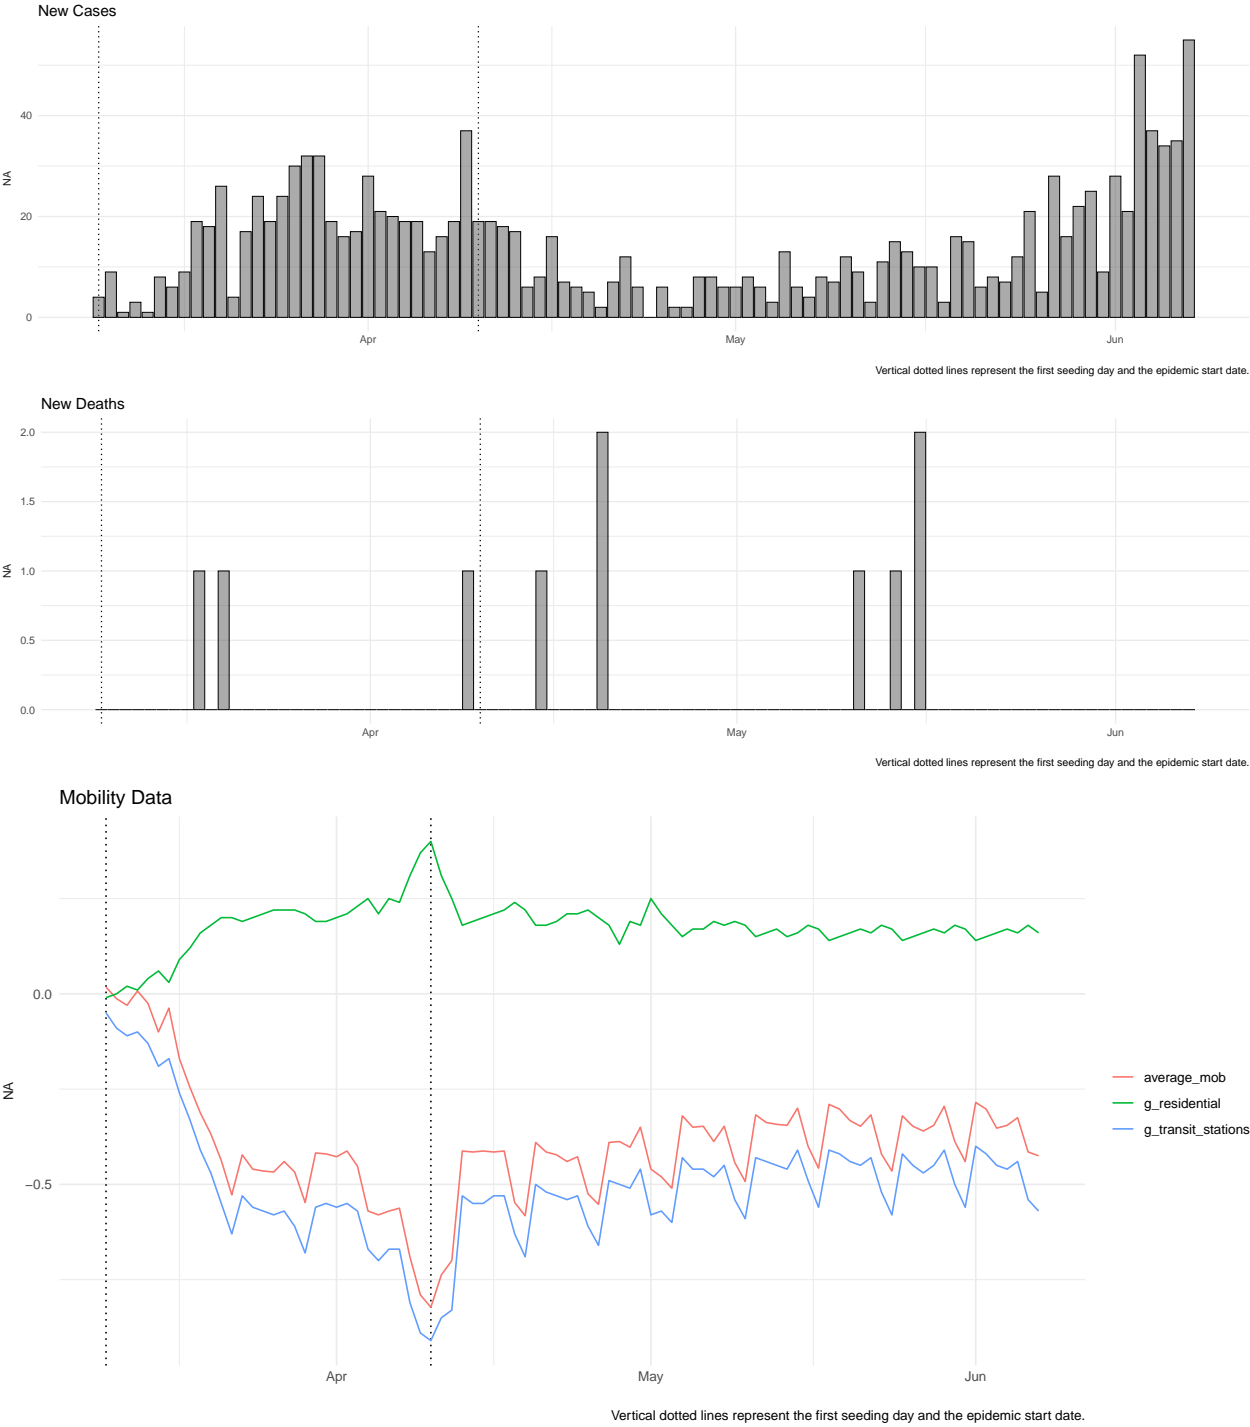 New Cases
NA
40
20
0
Apr
May
Jun
Vertical dotted lines represent the first seeding day and the epidemic start date.
New Deaths
NA
2.0
1.5
1.0
0.5
0.0
Apr
May
Jun
Vertical dotted lines represent the first seeding day and the epidemic start date.
Mobility Data
NA
0.0
−0.5
Apr
May
Jun
average_mob
g_residential
g_transit_stations
Vertical dotted lines represent the first seeding day and the epidemic start date.